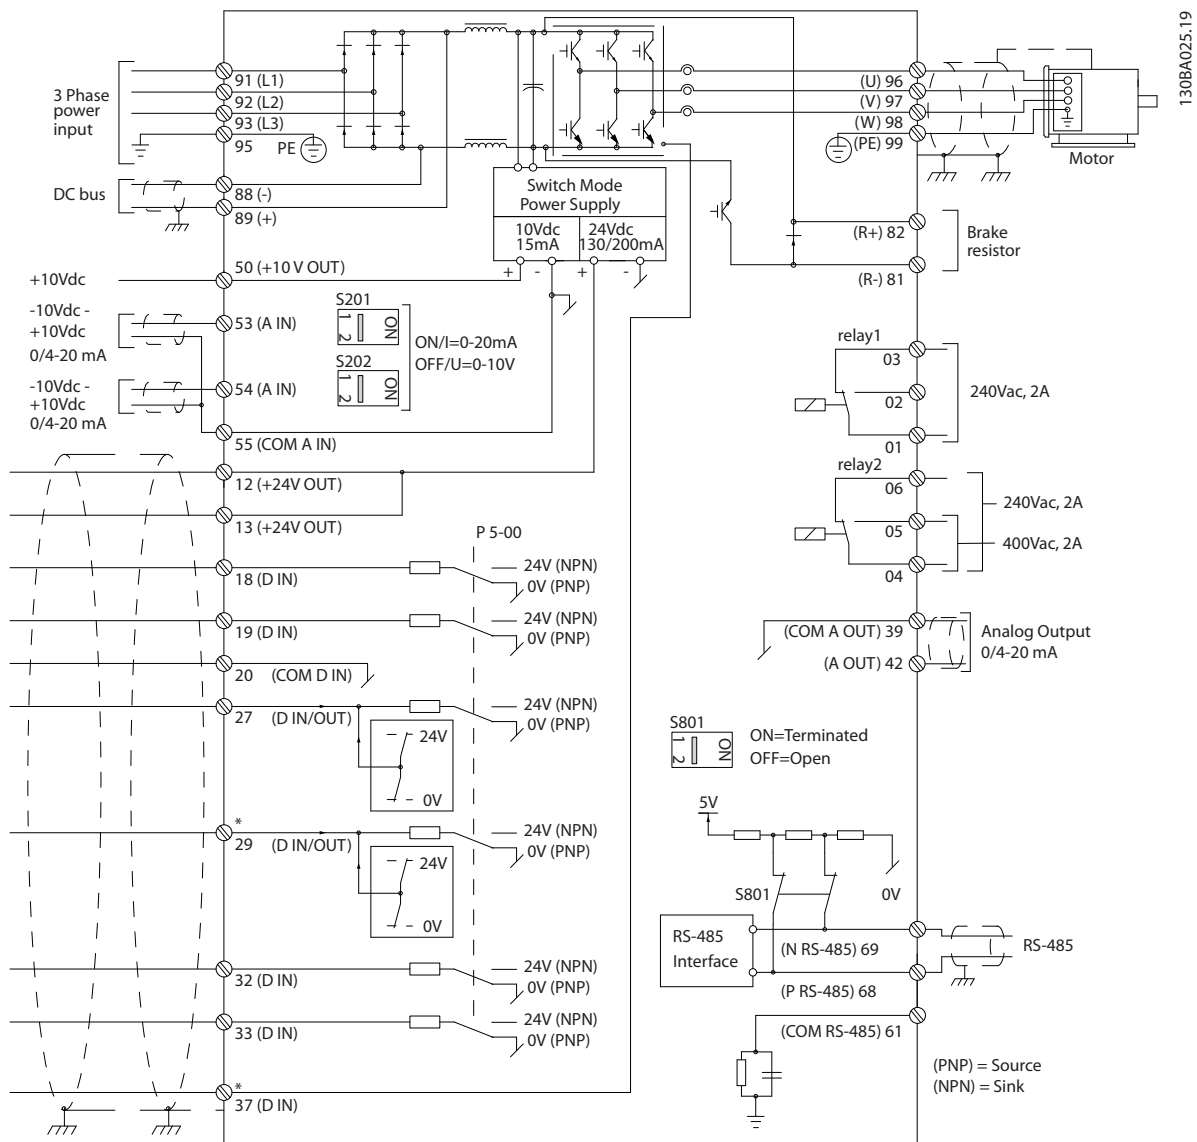 130BA025.19
3 Phase
power
input
91 (L1)
92 (L2)
93 (L3)
95
PE
DC bus
88 (-)
89 (+)
+10Vdc
50 (+10 V OUT)
-10Vdc -
+10Vdc
0/4-20 mA
53 (A IN)
-10Vdc -
+10Vdc
0/4-20 mA
54 (A IN)
55 (COM A IN)
12 (+24V OUT)
13 (+24V OUT)
18 (D IN)
19 (D IN)
20 (COM D IN)
27 (D IN/OUT)
24V
0V
*
29 (D IN/OUT)
24V
0V
32 (D IN)
33 (D IN)
*
37 (D IN)
S201
1 2 ON
S202
1 2 ON
ON/I=0-20mA
OFF/U=0-10V
P 5-00
24V (NPN)
0V (PNP)
24V (NPN)
0V (PNP)
24V (NPN)
0V (PNP)
24V (NPN)
0V (PNP)
24V (NPN)
0V (PNP)
24V (NPN)
0V (PNP)
Switch Mode
Power Supply
10Vdc
15mA
24Vdc
130/200mA
+ - + -
(U) 96
(V) 97
(W) 98
(PE) 99
Motor
(R+) 82
(R-) 81
Brake
resistor
relay1
03
02
01
240Vac, 2A
relay2
06
05
04
240Vac, 2A
400Vac, 2A
(COM A OUT) 39
(A OUT) 42
Analog Output
0/4-20 mA
S801
1 2 ON
ON=Terminated
OFF=Open
5V
S801
0V
RS-485
Interface
(N RS-485) 69
(P RS-485) 68
(COM RS-485) 61
RS-485
(PNP) = Source
(NPN) = Sink